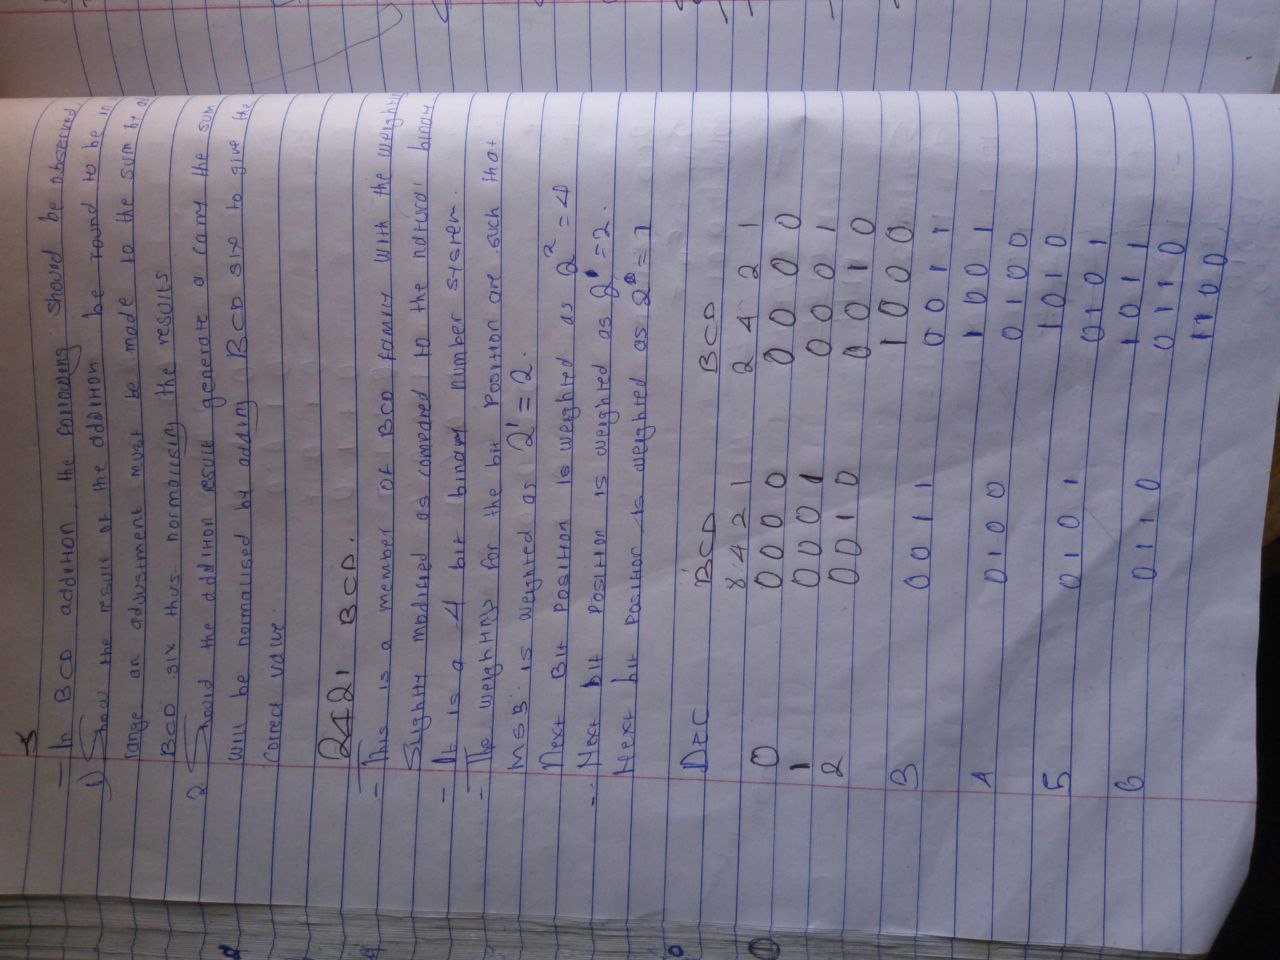 - In BCD addition the following should be observed.
1) Show the result of the addition be round to be in
range an adjustment must be made to the sum by
BCD six thus normalising the results
2 Should the addition result generate a carry the sum
will be normalised by adding BCD six to give the
correct value.
2421 BCD.
- This is a member of BCD family with the weighting
slightly modified as compared to the natural binary
- It is a 4 bit binary number system.
- The weightings for the bit position are such that
MSB is weighted as 2¹ = 2.
Next Bit position is weighted as 2² = 4
- Next bit position is weighted as 2¹ = 2.
Next bit position is weighted as 2⁰ = 1
DEC BCD BCD
8 4 2 1 2 4 2 1
0 0 0 0 0 0 0 0 0
1 0 0 0 1 0 0 0 1
2 0 0 1 0 0 0 1 0
1 0 0 0
3 0 0 1 1 0 0 1 1
1 0 0 1
4 0 1 0 0 0 1 0 0
1 0 1 0
5 0 1 0 1 0 1 0 1
1 0 1 1
6 0 1 1 0 0 1 1 0
1 1 0 0